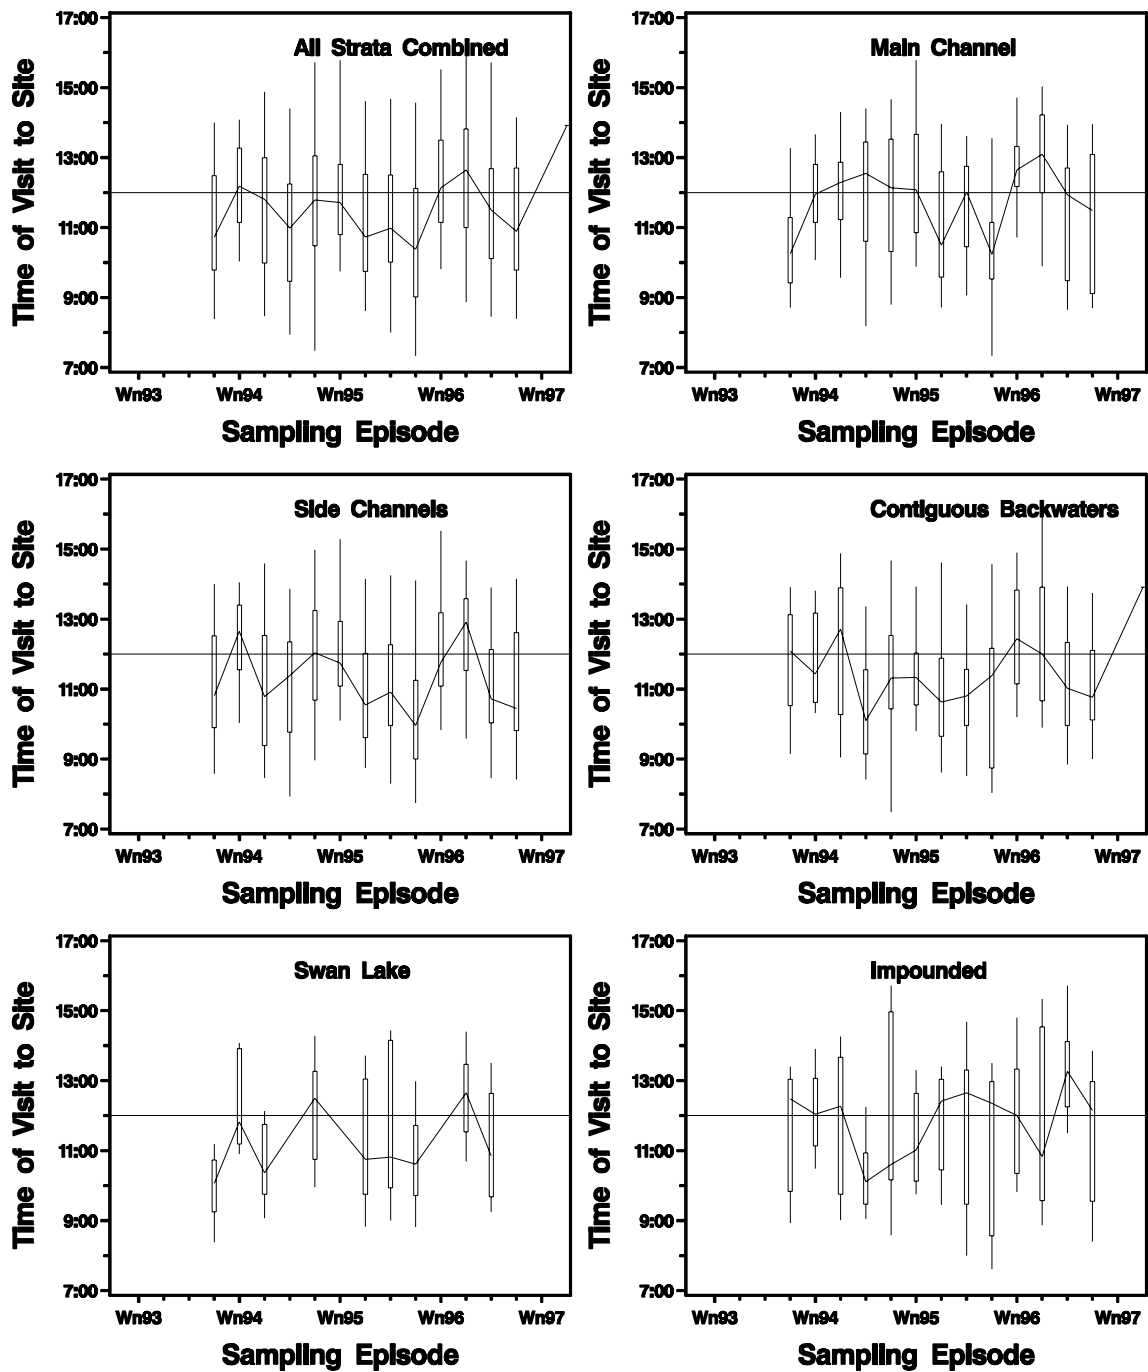 All Strata Combined
17:00
15:00
13:00
11:00
9:00
7:00
Time of Visit to Site
Wn93 Wn94 Wn95 Wn96 Wn97
Sampling Episode
Main Channel
17:00
15:00
13:00
11:00
9:00
7:00
Time of Visit to Site
Wn93 Wn94 Wn95 Wn96 Wn97
Sampling Episode
Side Channels
17:00
15:00
13:00
11:00
9:00
7:00
Time of Visit to Site
Wn93 Wn94 Wn95 Wn96 Wn97
Sampling Episode
Contiguous Backwaters
17:00
15:00
13:00
11:00
9:00
7:00
Time of Visit to Site
Wn93 Wn94 Wn95 Wn96 Wn97
Sampling Episode
Swan Lake
17:00
15:00
13:00
11:00
9:00
7:00
Time of Visit to Site
Wn93 Wn94 Wn95 Wn96 Wn97
Sampling Episode
Impounded
17:00
15:00
13:00
11:00
9:00
7:00
Time of Visit to Site
Wn93 Wn94 Wn95 Wn96 Wn97
Sampling Episode